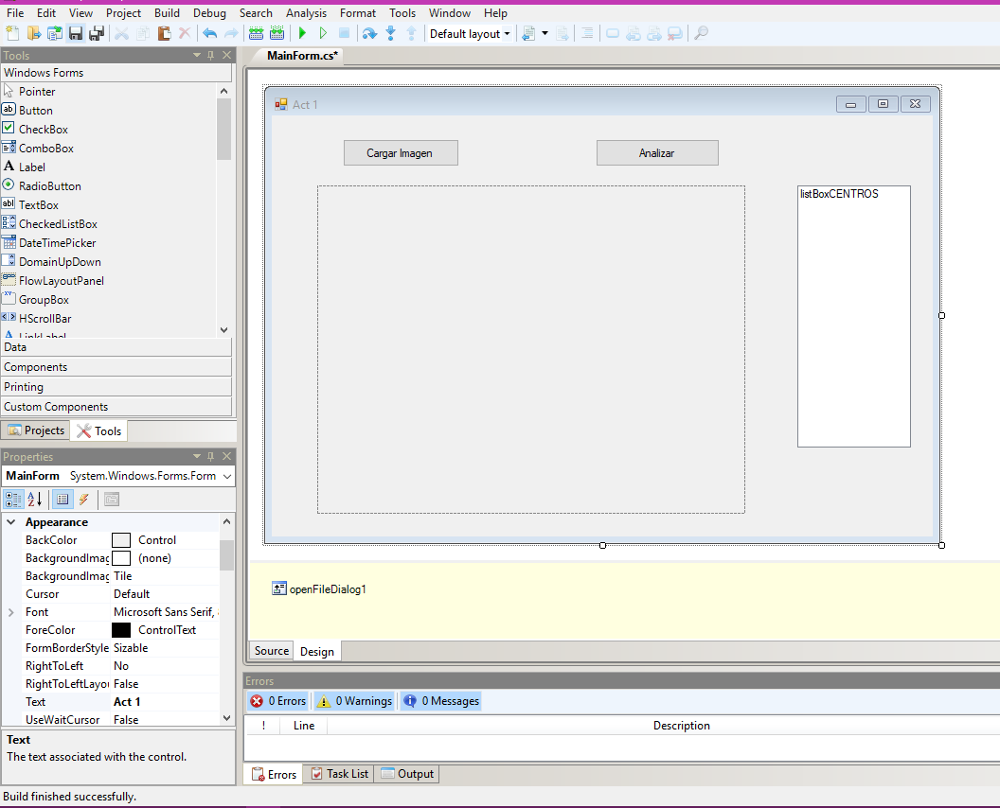 File Edit View Project Build Debug Search Analysis Format Tools Window Help
Default layout
Tools
Windows Forms
Pointer
ab Button
CheckBox
ComboBox
A Label
RadioButton
abl TextBox
CheckedListBox
DateTimePicker
DomainUpDown
FlowLayoutPanel
XY GroupBox
HScrollBar
A LinkLabel
Data
Components
Printing
Custom Components
Projects Tools
Properties
MainForm System.Windows.Forms.Form
A Z
Appearance
BackColor Control
BackgroundImag (none)
BackgroundImag Tile
Cursor Default
Font Microsoft Sans Serif,
ForeColor ControlText
FormBorderStyle Sizable
RightToLeft No
RightToLeftLayou False
Text Act 1
UseWaitCursor False
Text
The text associated with the control.
MainForm.cs*
Act 1
Cargar Imagen Analizar
listBoxCENTROS
openFileDialog1
Source Design
Errors
0 Errors 0 Warnings 0 Messages
! Line Description
Errors Task List Output
Build finished successfully.